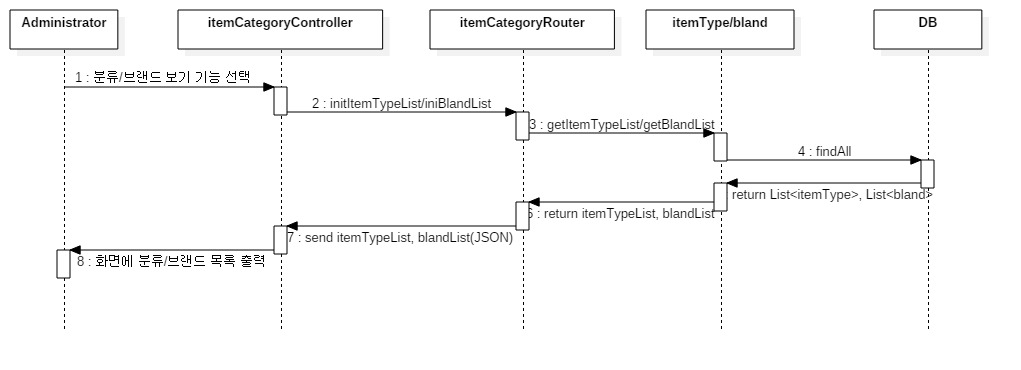 Administrator
itemCategoryController
itemCategoryRouter
itemType/bland
DB
1 : 분류/브랜드 보기 기능 선택
2 : initItemTypeList/iniBlandList
3 : getItemTypeList/getBlandList
4 : findAll
return List<itemType>, List<bland>
6 : return itemTypeList, blandList
7 : send itemTypeList, blandList(JSON)
8 : 화면에 분류/브랜드 목록 출력